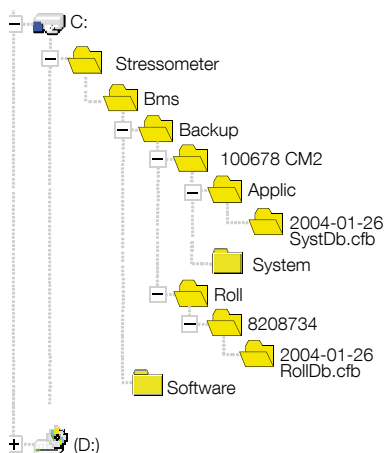 C:
Stressometer
Bms
Backup
100678 CM2
Applic
2004-01-26
SystDb.cfb
System
Roll
8208734
2004-01-26
RollDb.cfb
Software
(D:)